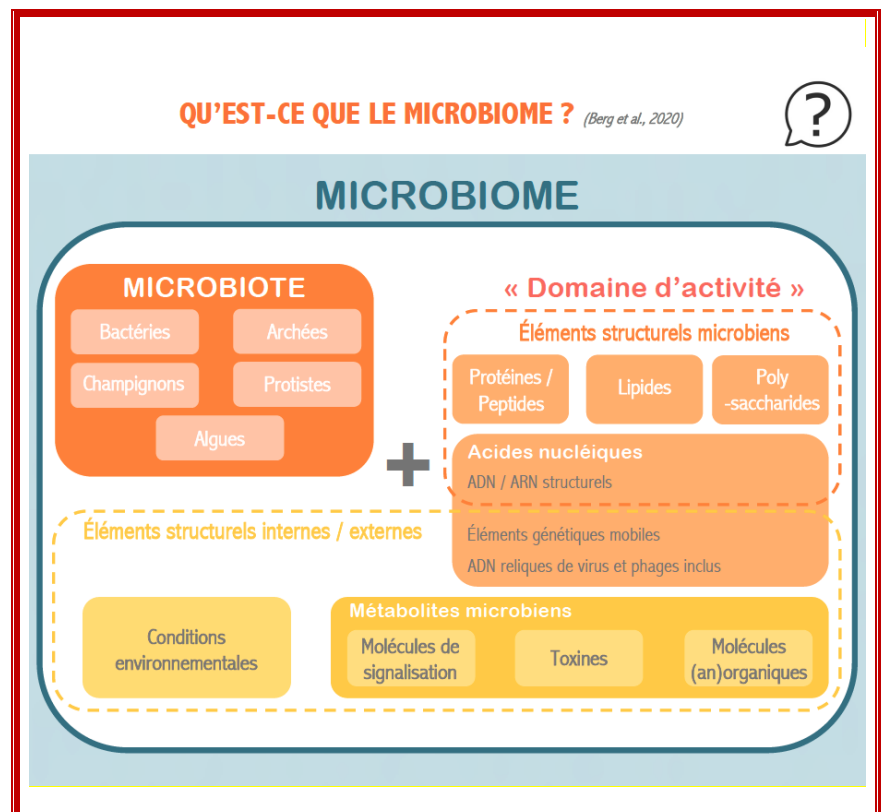 QU'EST-CE QUE LE MICROBIOME ? (Berg et al., 2020)
?
MICROBIOME
MICROBIOTE
Bactéries
Archées
Champignons
Protistes
Algues
+
« Domaine d'activité »
Éléments structurels microbiens
Protéines /
Peptides
Lipides
Poly
-saccharides
Acides nucléiques
ADN / ARN structurels
Éléments génétiques mobiles
ADN reliques de virus et phages inclus
Éléments structurels internes / externes
Conditions
environnementales
Métabolites microbiens
Molécules de
signalisation
Toxines
Molécules
(an)organiques